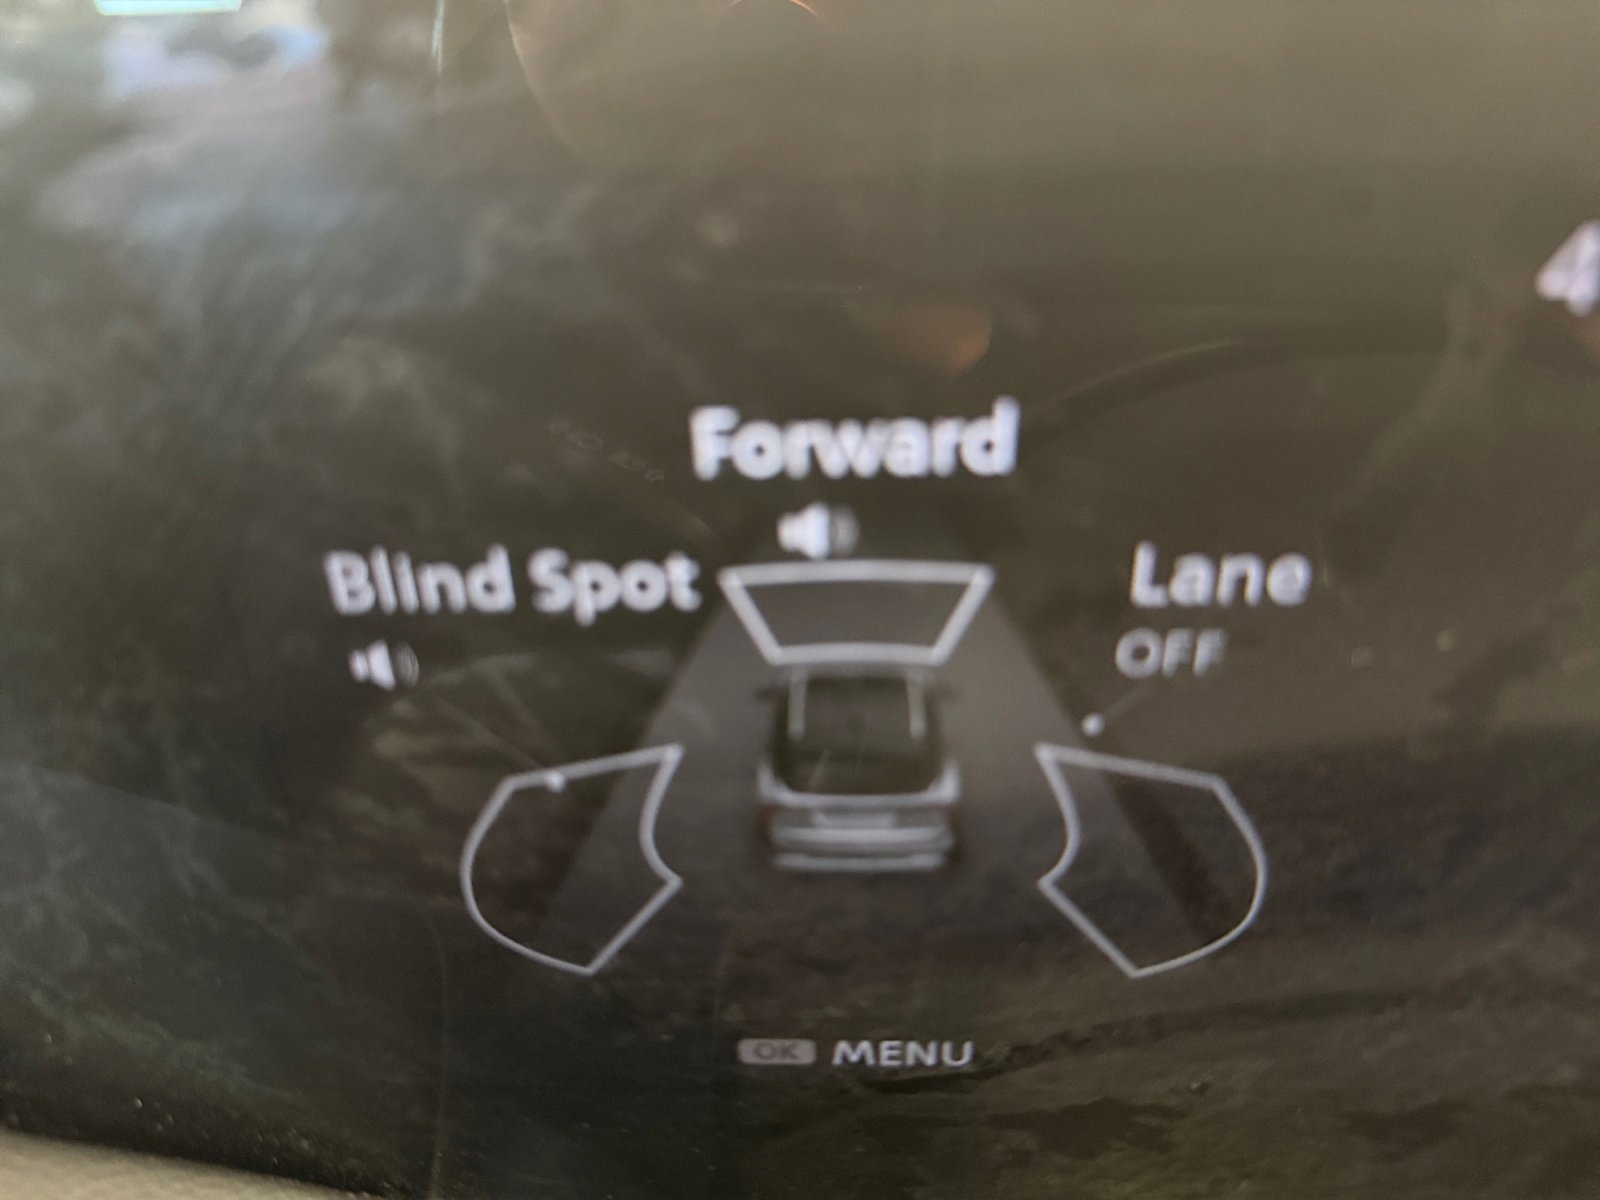 Forward
Blind Spot
Lane
OFF
OK MENU